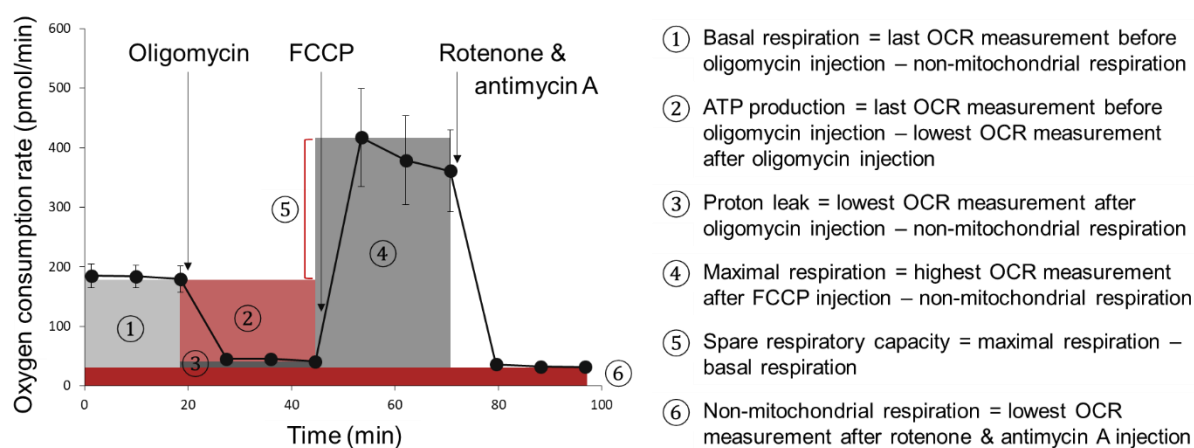 600
500
400
300
200
100
0
Oxygen consumption rate (pmol/min)
Oligomycin
FCCP
Rotenone &
antimycin A
①
②
③
④
⑤
⑥
0
20
40
60
80
100
Time (min)
① Basal respiration = last OCR measurement before
oligomycin injection – non-mitochondrial respiration
② ATP production = last OCR measurement before
oligomycin injection – lowest OCR measurement
after oligomycin injection
③ Proton leak = lowest OCR measurement after
oligomycin injection – non-mitochondrial respiration
④ Maximal respiration = highest OCR measurement
after FCCP injection – non-mitochondrial respiration
⑤ Spare respiratory capacity = maximal respiration –
basal respiration
⑥ Non-mitochondrial respiration = lowest OCR
measurement after rotenone & antimycin A injection